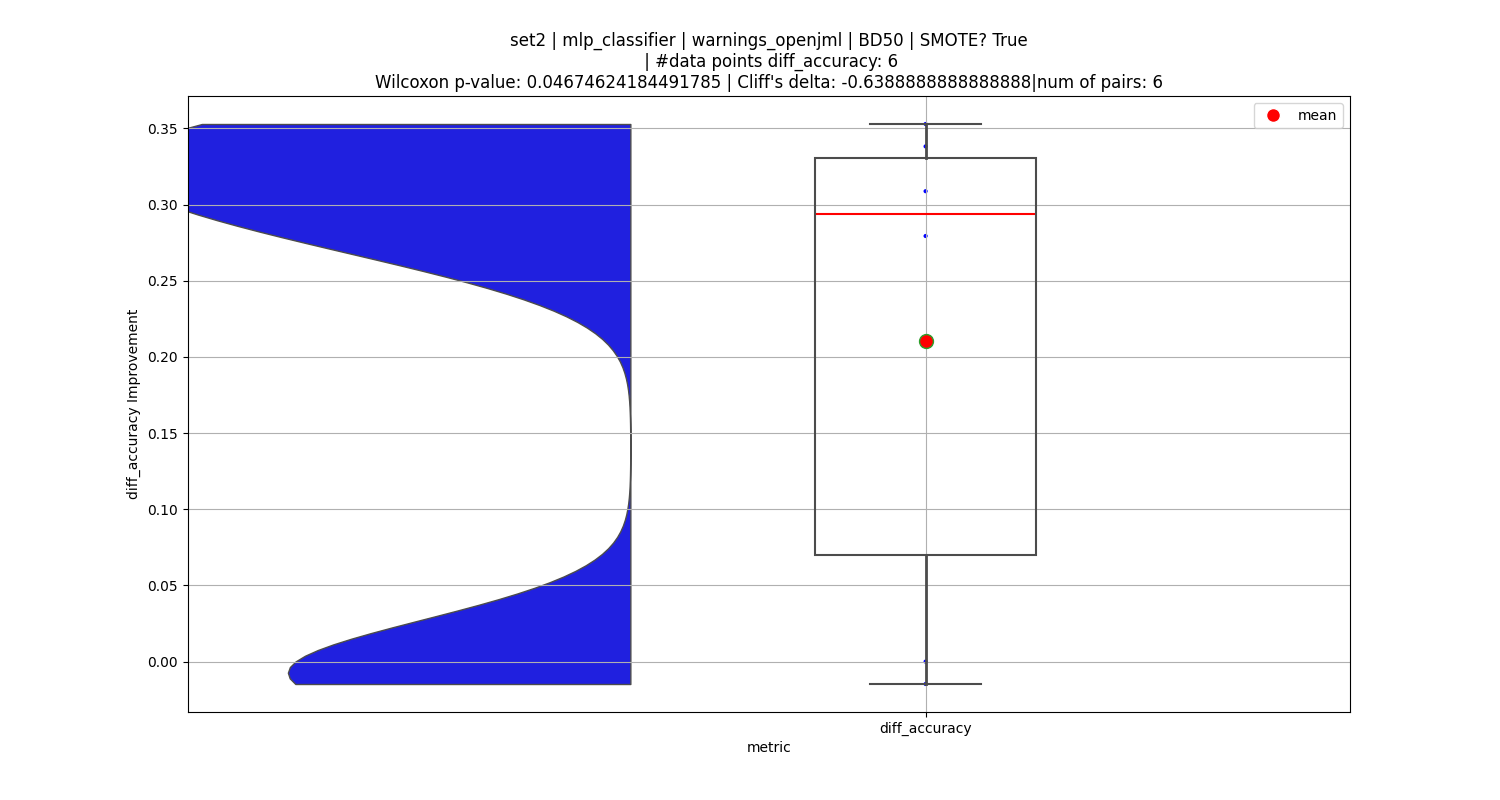 set2 | mlp_classifier | warnings_openjml | BD50 | SMOTE? True
| #data points diff_accuracy: 6
Wilcoxon p-value: 0.04674624184491785 | Cliff's delta: -0.6388888888888888|num of pairs: 6
mean
0.35
0.30
0.25
0.20
0.15
0.10
0.05
0.00
diff_accuracy Improvement
diff_accuracy
metric